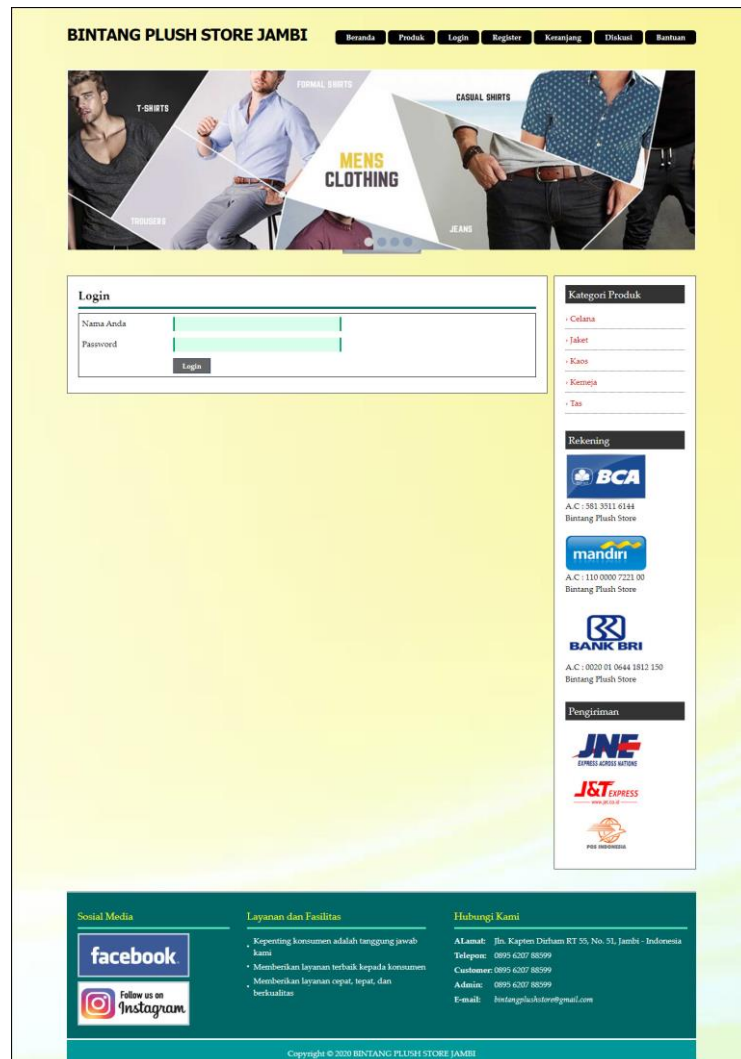 BINTANG PLUSH STORE JAMBI
Beranda Produk Login Register Keranjang Diskusi Bantuan
T-SHIRTS
FORMAL SHIRTS
CASUAL SHIRTS
MENS
CLOTHING
TROUSERS
JEANS
Login
Nama Anda
Password
Login
Kategori Produk
› Celana
› Jaket
› Kaos
› Kemeja
› Tas
Rekening
BCA
A.C : 581 3511 6144
Bintang Plush Store
mandiri
A.C : 110 0000 7221 00
Bintang Plush Store
BANK BRI
A.C : 0020 01 0644 1812 150
Bintang Plush Store
Pengiriman
JNE
EXPRESS ACROSS NATIONS
J&T EXPRESS
www.jet.co.id
POS INDONESIA
Sosial Media
facebook
Follow us on
Instagram
Layanan dan Fasilitas
• Kepenting konsumen adalah tanggung jawab
kami
• Memberikan layanan terbaik kepada konsumen
• Memberikan layanan cepat, tepat, dan
berkualitas
Hubungi Kami
ALamat: Jln. Kapten Dirham RT 55, No. 51, Jambi - Indonesia
Telepon: 0895 6207 88599
Customer: 0895 6207 88599
Admin: 0895 6207 88599
E-mail: bintangplushstore@gmail.com
Copyright © 2020 BINTANG PLUSH STORE JAMBI